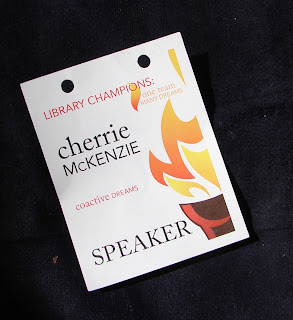 LIBRARY CHAMPIONS:
one team
MANY DREAMS
cherrie
McKENZIE
coactive DREAMS
SPEAKER